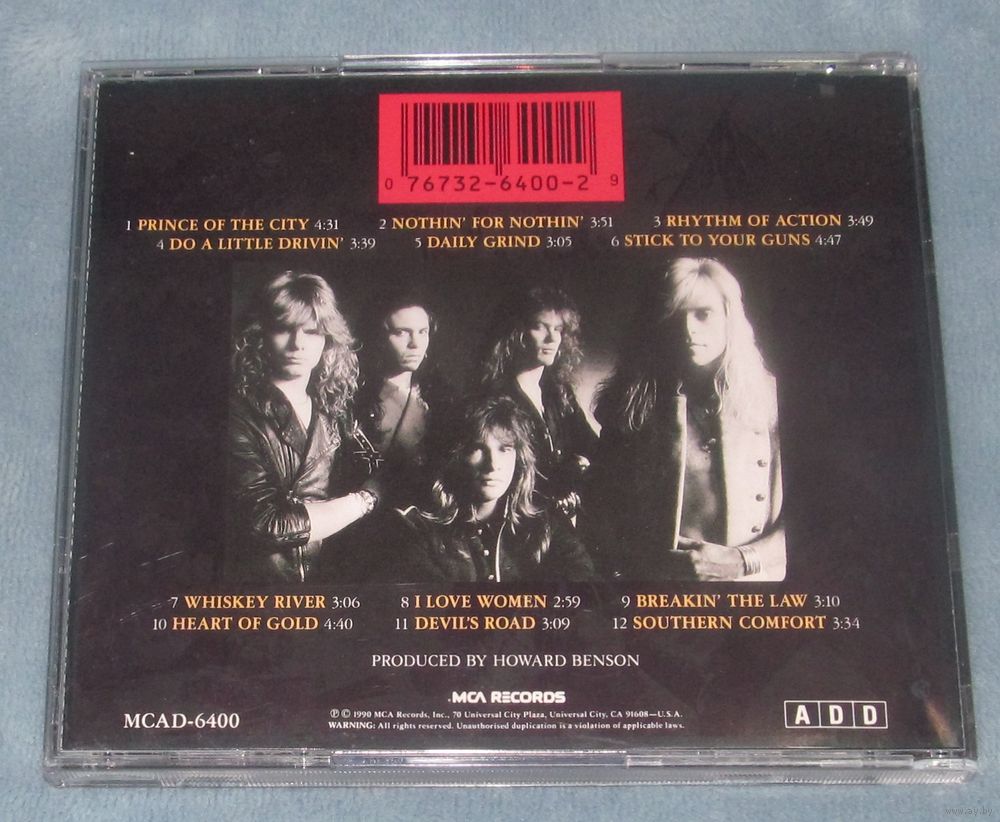 0 76732-6400-2 9
1 PRINCE OF THE CITY 4:31 2 NOTHIN' FOR NOTHIN' 3:51 3 RHYTHM OF ACTION 3:49
4 DO A LITTLE DRIVIN' 3:39 5 DAILY GRIND 3:05 6 STICK TO YOUR GUNS 4:47
7 WHISKEY RIVER 3:06 8 I LOVE WOMEN 2:59 9 BREAKIN' THE LAW 3:10
10 HEART OF GOLD 4:40 11 DEVIL'S ROAD 3:09 12 SOUTHERN COMFORT 3:34
PRODUCED BY HOWARD BENSON
MCA RECORDS
MCAD-6400
℗ © 1990 MCA Records, Inc., 70 Universal City Plaza, Universal City, CA 91608—U.S.A.
WARNING: All rights reserved. Unauthorised duplication is a violation of applicable laws.
A D D
www.ay.by